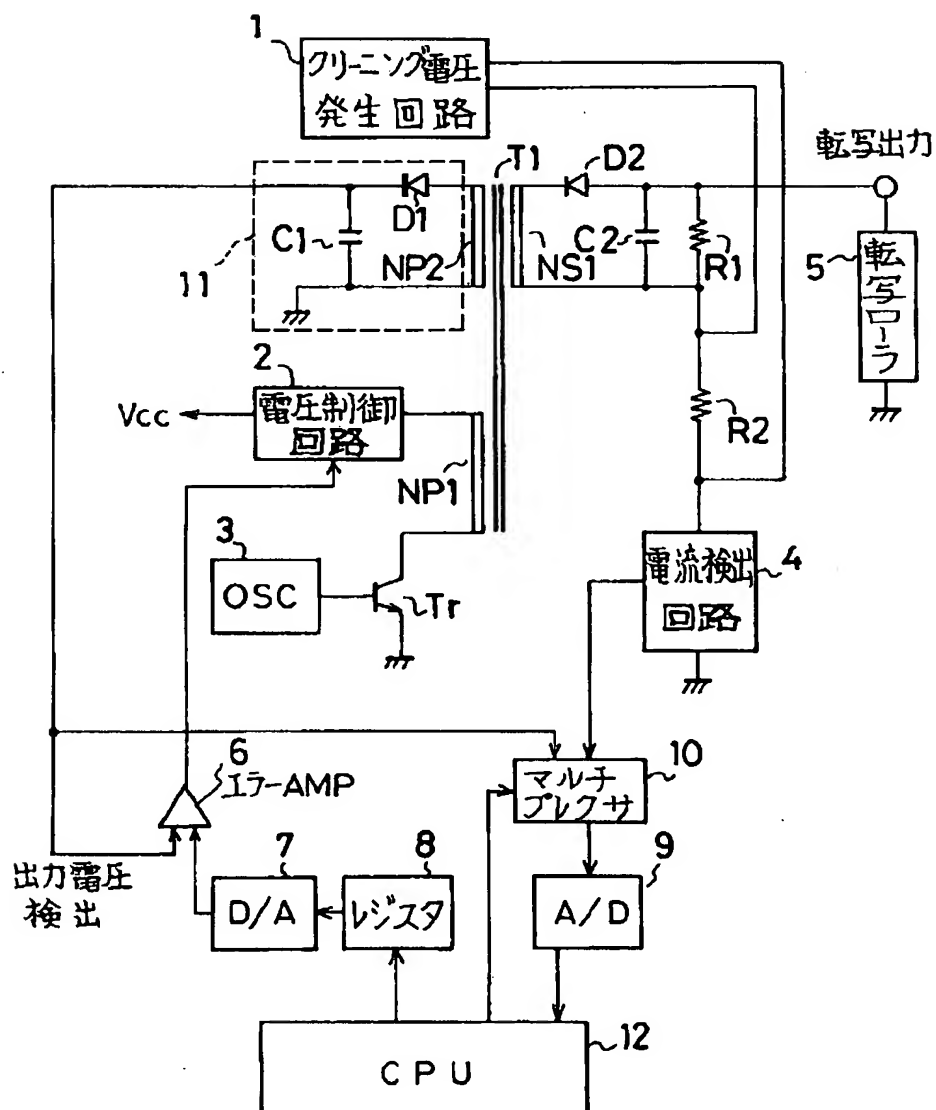 1
クリーニング電圧
発生回路
転写出力
T1
D2
D1
C1
NP2
C2
NS1
R1
11
5
転写ローラ
2
Vcc
電圧制御
回路
R2
NP1
3
OSC
Tr
電流検出
回路
4
6
エラーAMP
10
マルチ
プレクサ
出力電圧
検出
7
D/A
8
レジスタ
9
A/D
CPU
12